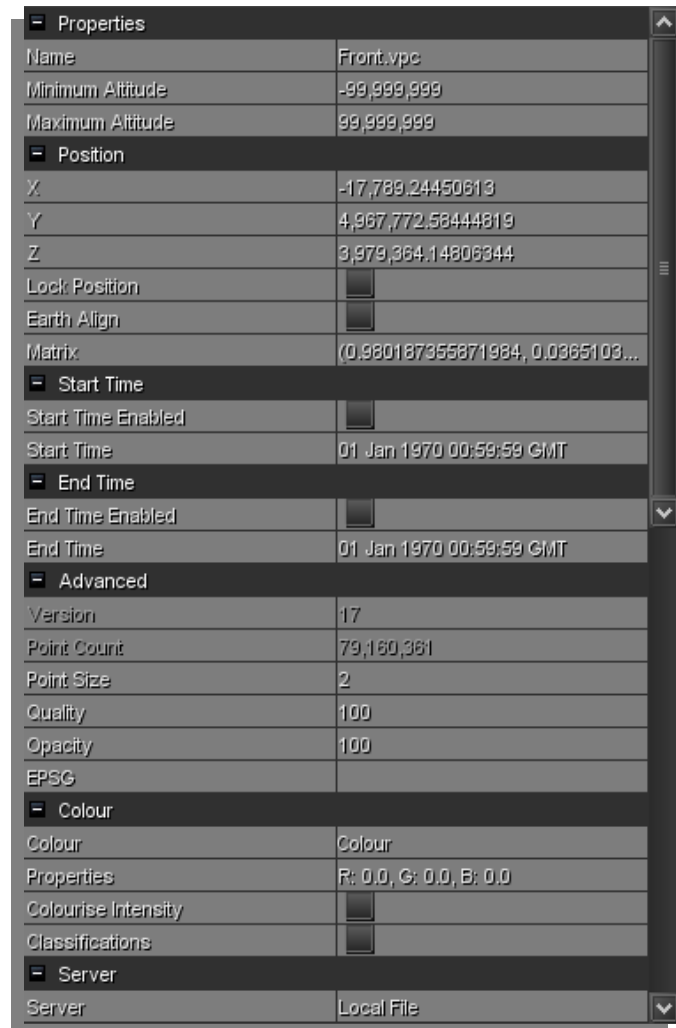 Properties
Name Front.vpc
Minimum Altitude -99,999,999
Maximum Altitude 99,999,999
Position
X -17,789.24450613
Y 4,967,772.58444819
Z 3,979,364.14806344
Lock Position
Earth Align
Matrix (0.980187355871984, 0.0365103...
Start Time
Start Time Enabled
Start Time 01 Jan 1970 00:59:59 GMT
End Time
End Time Enabled
End Time 01 Jan 1970 00:59:59 GMT
Advanced
Version 17
Point Count 79,160,361
Point Size 2
Quality 100
Opacity 100
EPSG
Colour
Colour Colour
Properties R: 0.0, G: 0.0, B: 0.0
Colourise Intensity
Classifications
Server
Server Local File